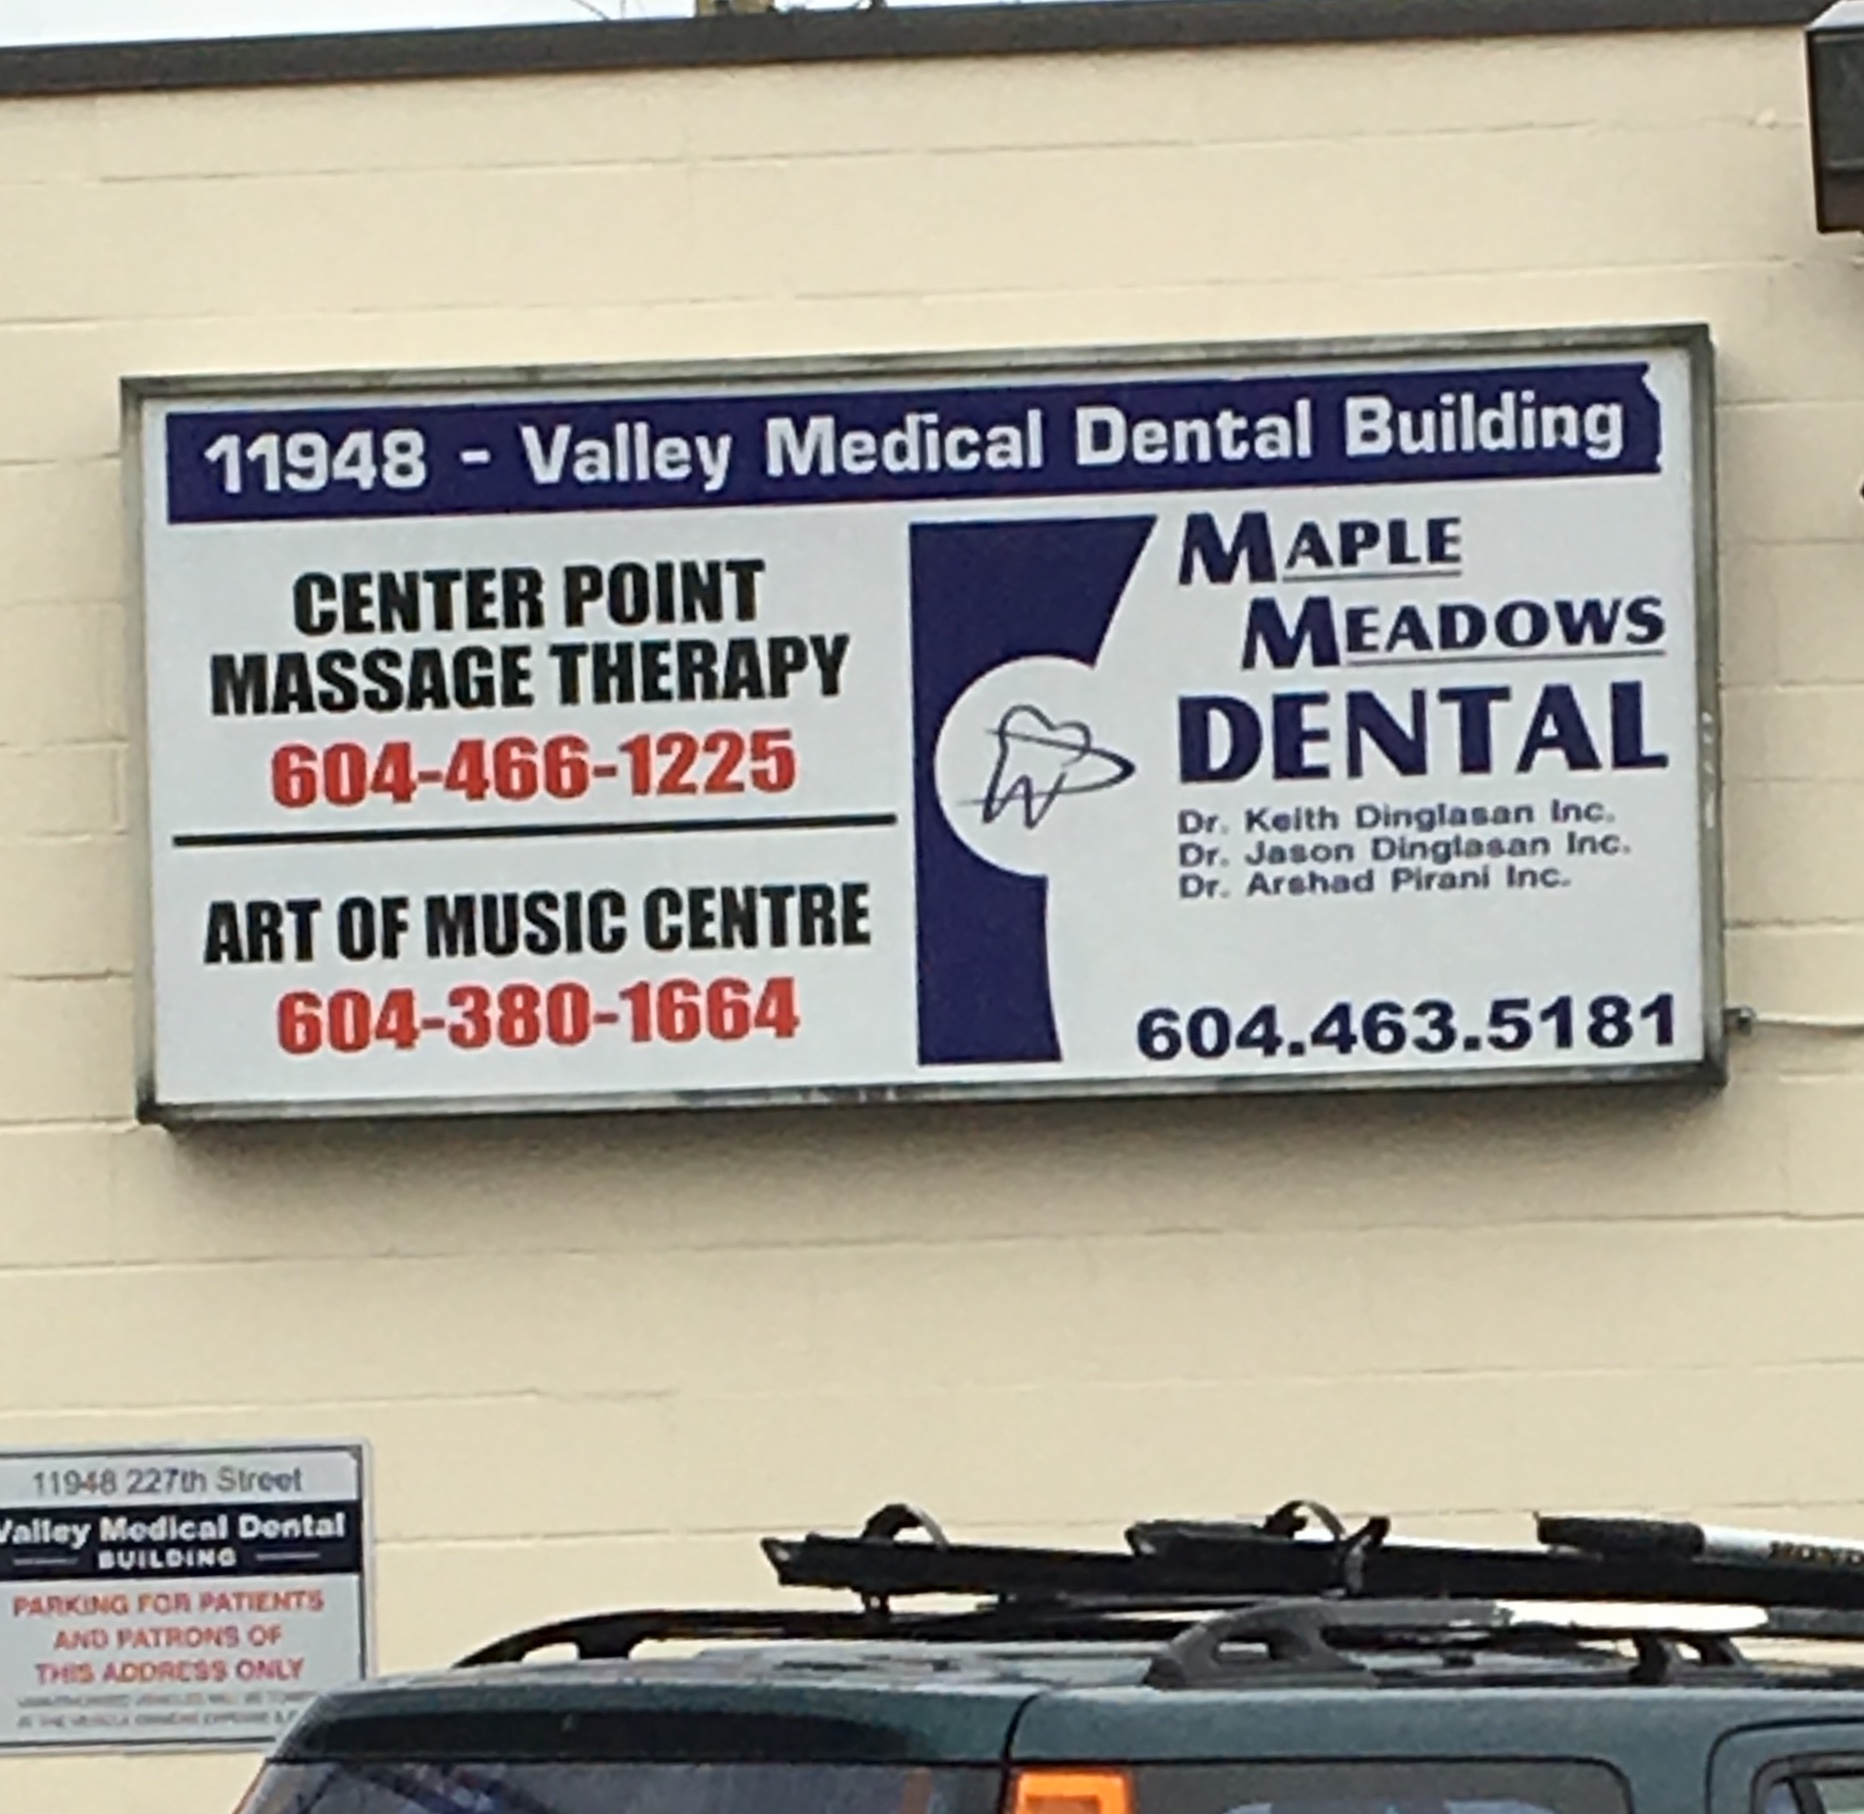 11948 - Valley Medical Dental Building
CENTER POINT
MASSAGE THERAPY
604-466-1225
ART OF MUSIC CENTRE
604-380-1664
MAPLE
MEADOWS
DENTAL
Dr. Keith Dinglasan Inc.
Dr. Jason Dinglasan Inc.
Dr. Arshad Pirani Inc.
604.463.5181
11948 227th Street
Valley Medical Dental
BUILDING
PARKING FOR PATIENTS
AND PATRONS OF
THIS ADDRESS ONLY